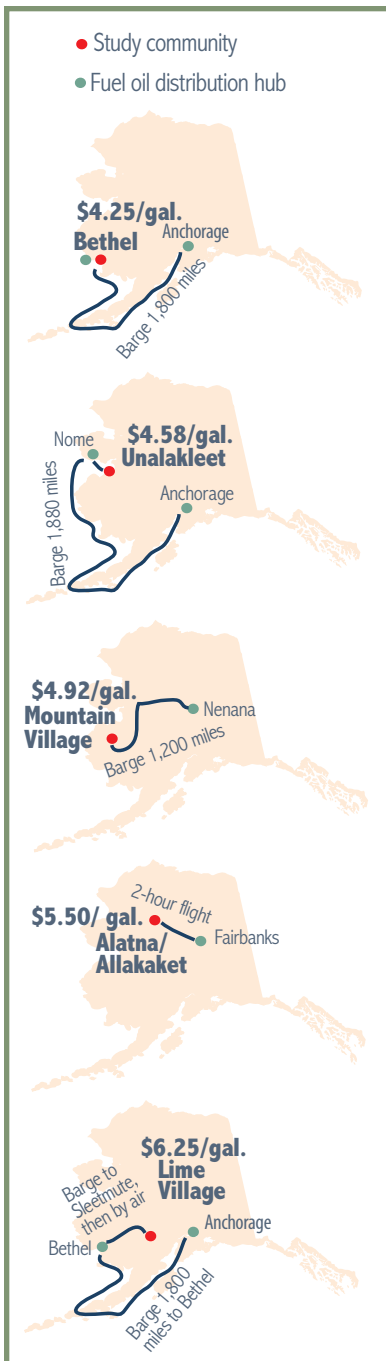 Study community
Fuel oil distribution hub
$4.25/gal.
Bethel
Anchorage
Barge 1,800 miles
Nome
$4.58/gal.
Unalakleet
Anchorage
Barge 1,880 miles
$4.92/gal.
Mountain
Village
Nenana
Barge 1,200 miles
2-hour flight
$5.50/ gal.
Alatna/
Allakaket
Fairbanks
$6.25/gal.
Lime
Village
Barge to
Sleetmute,
then by air
Anchorage
Bethel
Barge 1,800
miles to Bethel